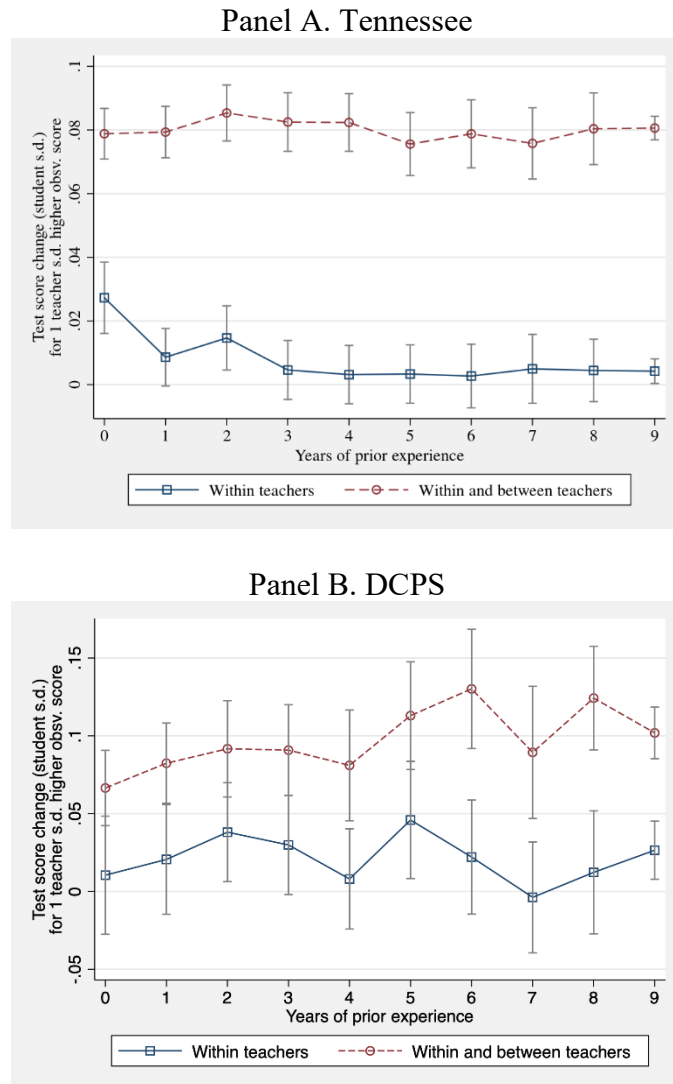 Panel A. Tennessee
Test score change (student s.d.)
for 1 teacher s.d. higher obsv. score
.1
.08
.06
.04
.02
0
0 1 2 3 4 5 6 7 8 9
Years of prior experience
Within teachers Within and between teachers
Panel B. DCPS
Test score change (student s.d.)
for 1 teacher s.d. higher obsv. score
.15
.1
.05
0
-.05
0 1 2 3 4 5 6 7 8 9
Years of prior experience
Within teachers Within and between teachers